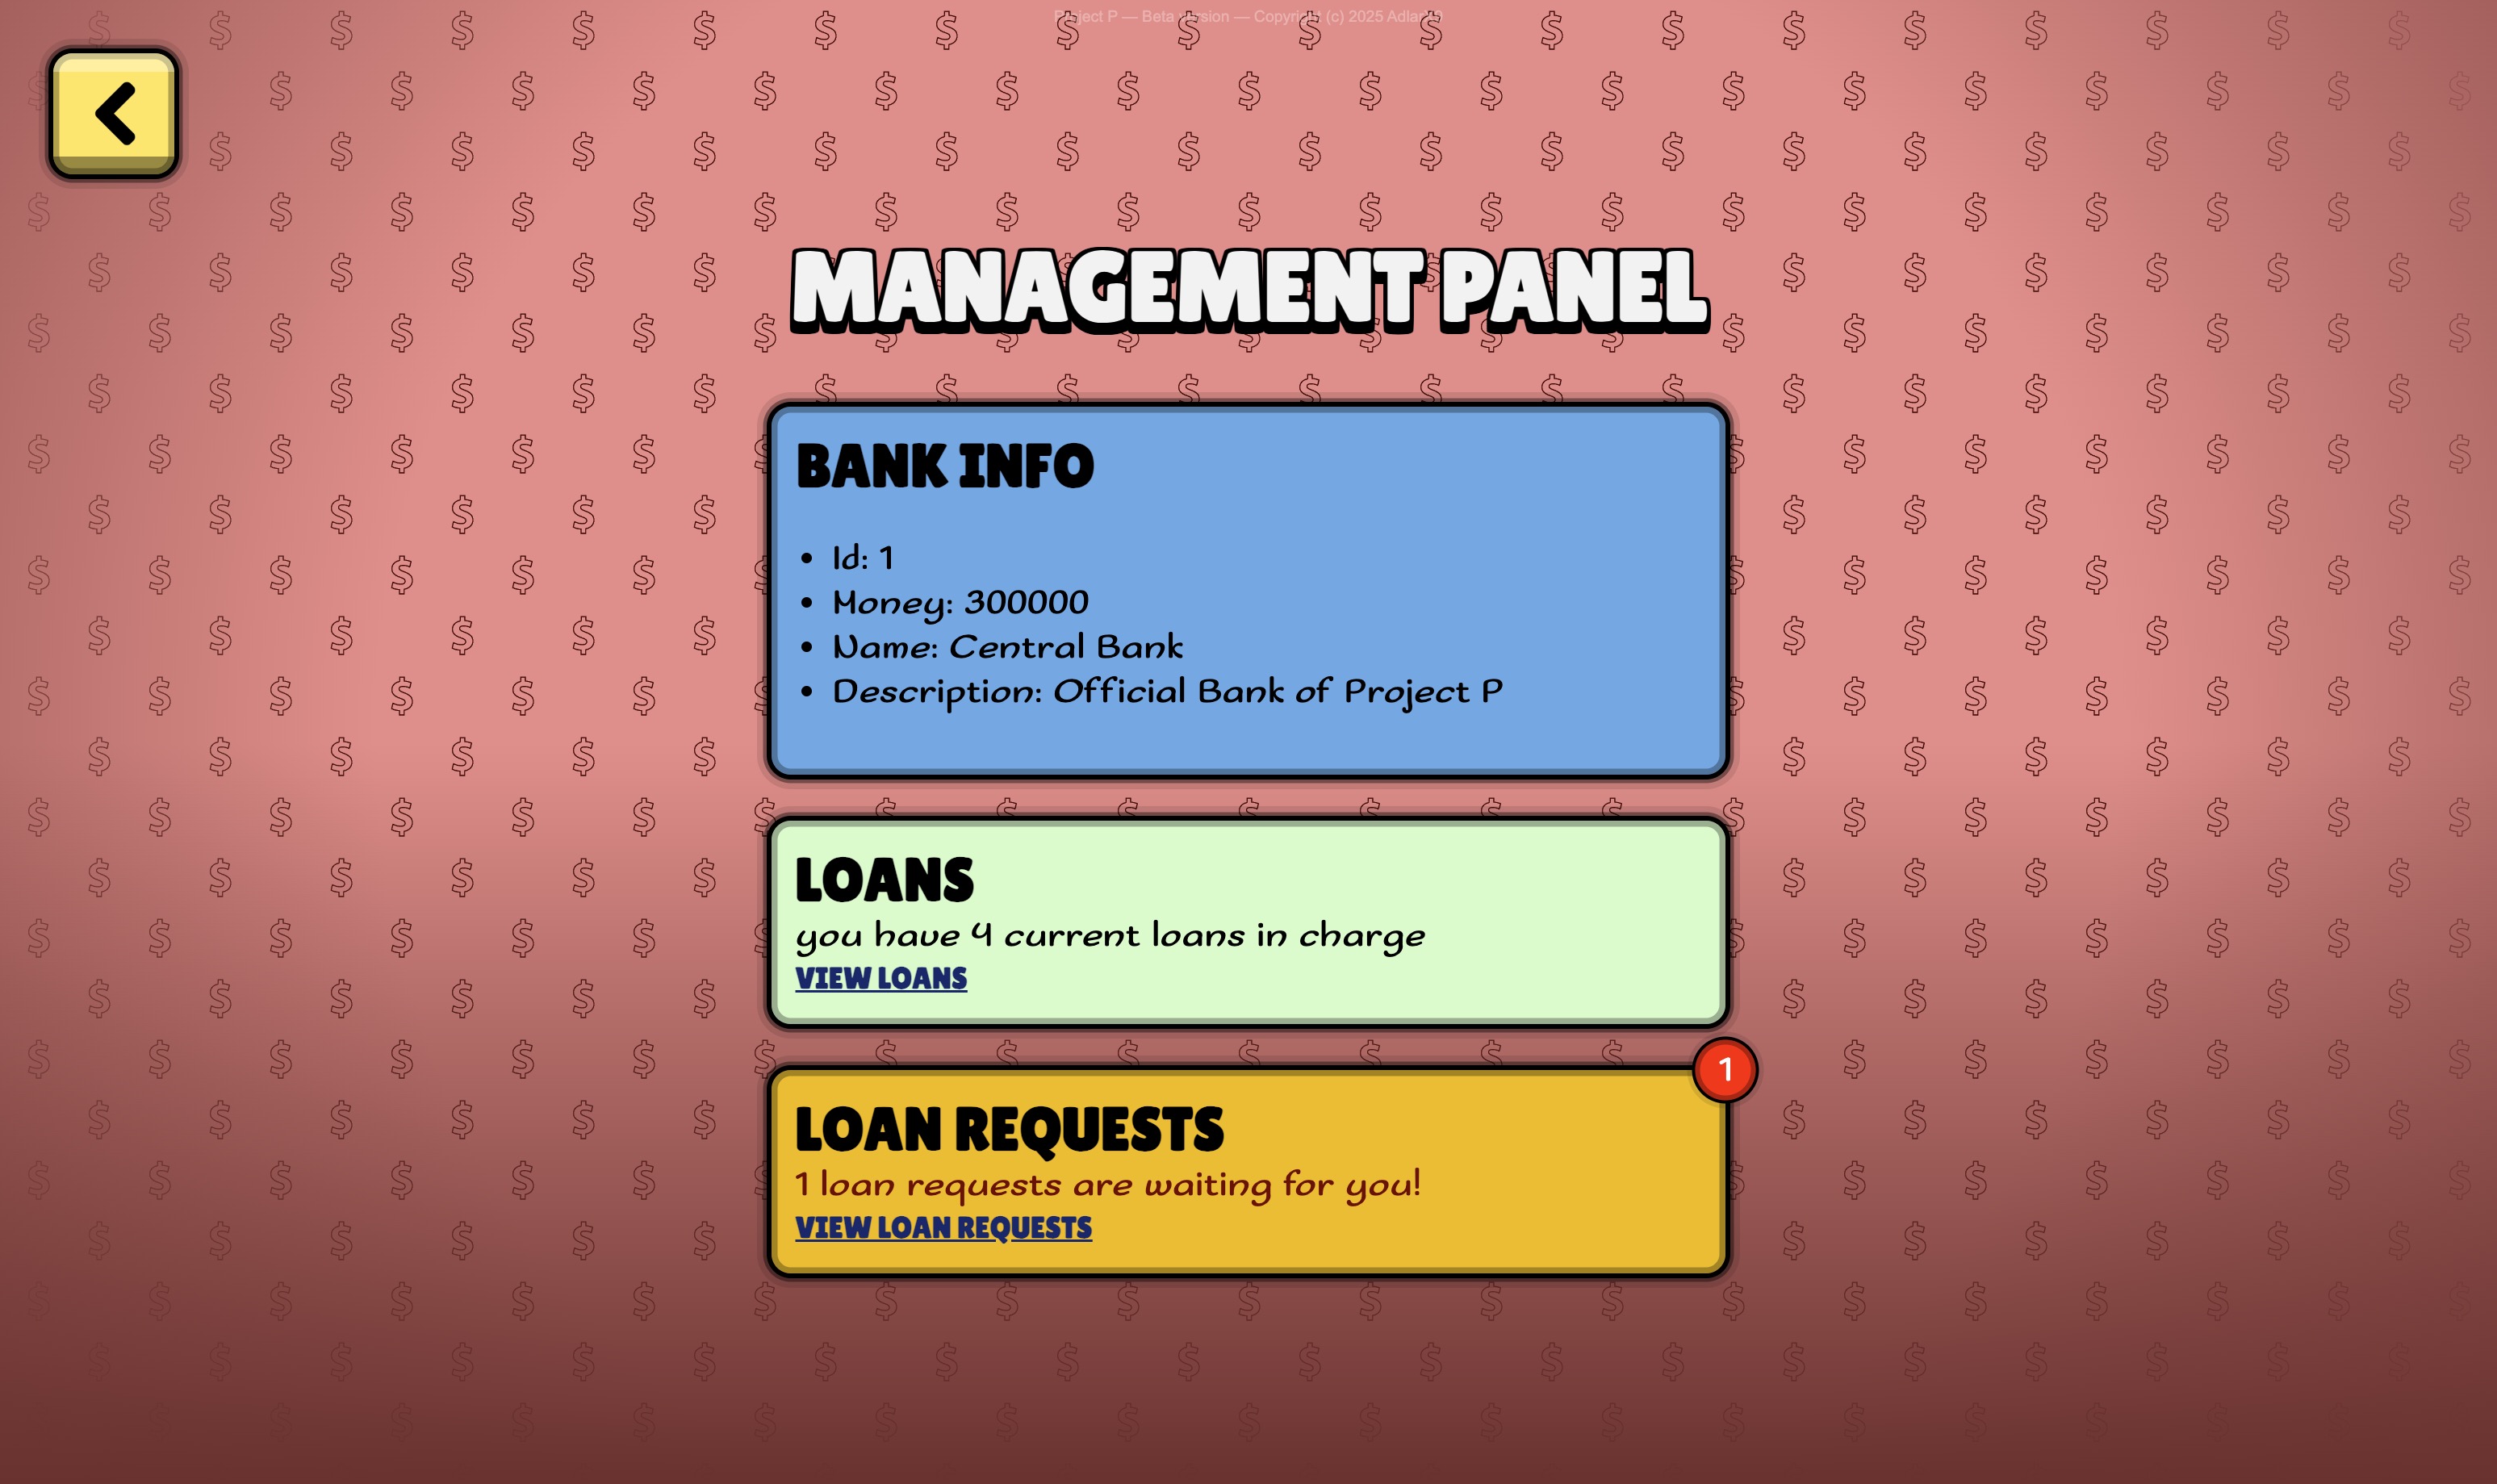 Project P — Beta version — Copyright (c) 2025
MANAGEMENT PANEL
BANK INFO
• Id: 1
• Money: 300000
• Name: Central Bank
• Description: Official Bank of Project P
LOANS
you have 4 current loans in charge
VIEW LOANS
1
LOAN REQUESTS
1 loan requests are waiting for you!
VIEW LOAN REQUESTS